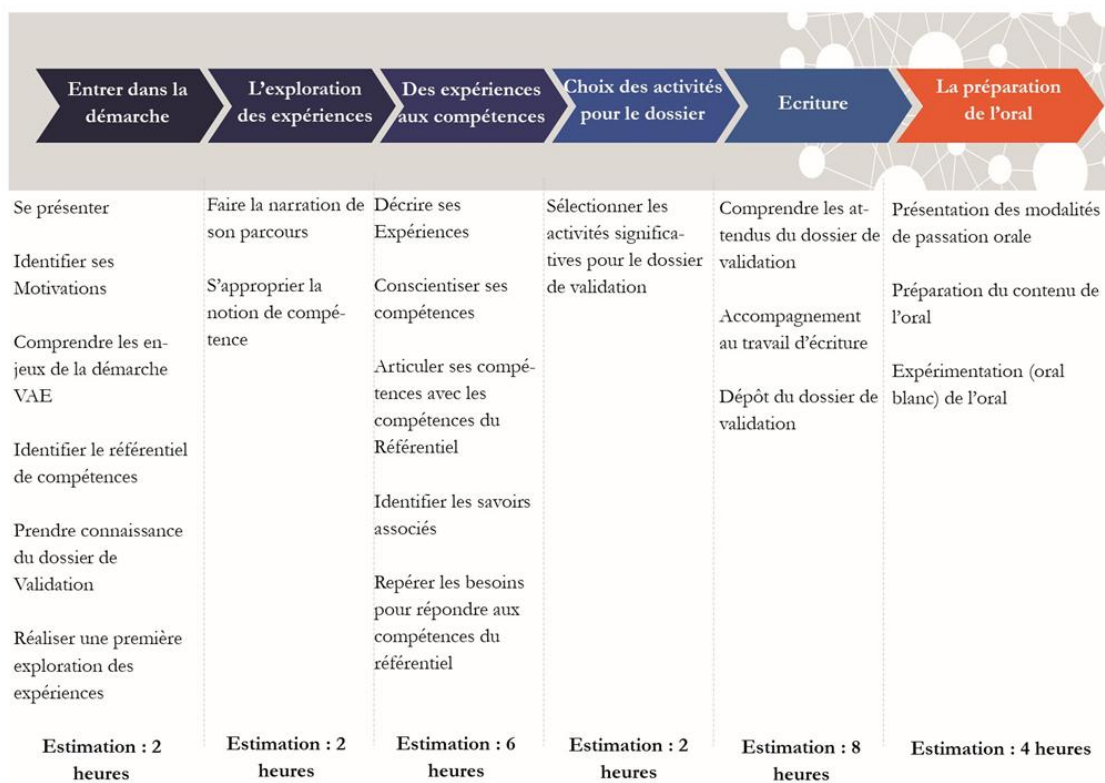 Entrer dans la
démarche
L'exploration
des expériences
Des expériences
aux compétences
Choix des activités
pour le dossier
Ecriture
La préparation
de l'oral
Se présenter
Identifier ses
Motivations
Comprendre les en-
jeux de la démarche
VAE
Identifier le référentiel
de compétences
Prendre connaissance
du dossier de
Validation
Réaliser une première
exploration des
expériences
Estimation : 2
heures
Faire la narration de
son parcours
S'approprier la
notion de compé-
tence
Estimation : 2
heures
Décrire ses
Expériences
Conscientiser ses
compétences
Articuler ses compé-
tences avec les
compétences du
Référentiel
Identifier les savoirs
associés
Repérer les besoins
pour répondre aux
compétences du
référentiel
Estimation : 6
heures
Sélectionner les
activités significa-
tives pour le dossier
de validation
Estimation : 2
heures
Comprendre les at-
tendus du dossier de
validation
Accompagnement
au travail d'écriture
Dépôt du dossier de
validation
Estimation : 8
heures
Présentation des modalités
de passation orale
Préparation du contenu de
l'oral
Expérimentation (oral
blanc) de l'oral
Estimation : 4 heures